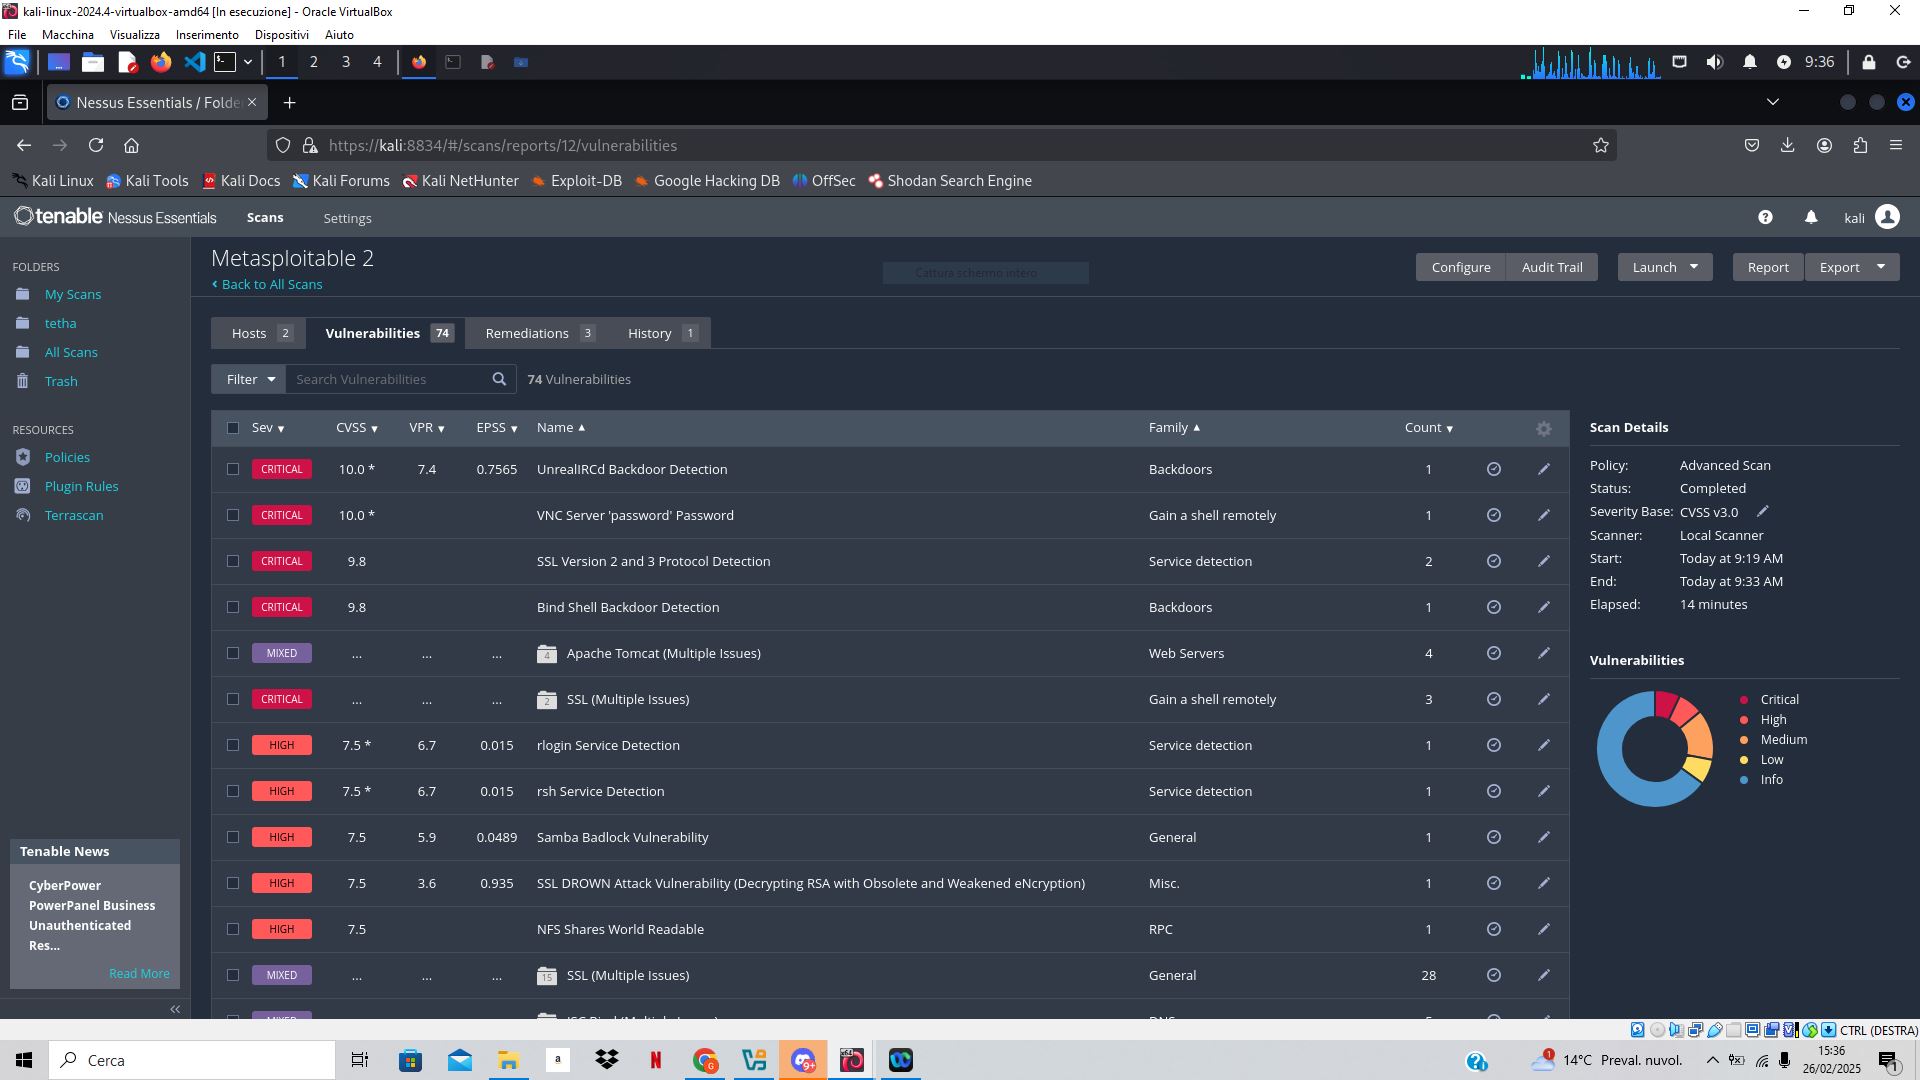 kali-linux-2024.4-virtualbox-amd64 [In esecuzione] - Oracle VirtualBox
File Macchina Visualizza Inserimento Dispositivi Aiuto
1 2 3 4 9:36
Nessus Essentials / Folde
https://kali:8834/#/scans/reports/12/vulnerabilities
Kali Linux Kali Tools Kali Docs Kali Forums Kali NetHunter Exploit-DB Google Hacking DB OffSec Shodan Search Engine
tenable Nessus Essentials Scans Settings kali
FOLDERS
My Scans
tetha
All Scans
Trash
RESOURCES
Policies
Plugin Rules
Terrascan
Tenable News
CyberPower
PowerPanel Business
Unauthenticated
Res...
Read More
Metasploitable 2
Cattura schermo intero
Configure Audit Trail Launch Report Export
Back to All Scans
Hosts 2 Vulnerabilities 74 Remediations 3 History 1
Filter Search Vulnerabilities 74 Vulnerabilities
Sev CVSS VPR EPSS Name Family Count
CRITICAL 10.0 * 7.4 0.7565 UnrealIRCd Backdoor Detection Backdoors 1
CRITICAL 10.0 * VNC Server 'password' Password Gain a shell remotely 1
CRITICAL 9.8 SSL Version 2 and 3 Protocol Detection Service detection 2
CRITICAL 9.8 Bind Shell Backdoor Detection Backdoors 1
MIXED ... ... ... 4 Apache Tomcat (Multiple Issues) Web Servers 4
CRITICAL ... ... ... 2 SSL (Multiple Issues) Gain a shell remotely 3
HIGH 7.5 * 6.7 0.015 rlogin Service Detection Service detection 1
HIGH 7.5 * 6.7 0.015 rsh Service Detection Service detection 1
HIGH 7.5 5.9 0.0489 Samba Badlock Vulnerability General 1
HIGH 7.5 3.6 0.935 SSL DROWN Attack Vulnerability (Decrypting RSA with Obsolete and Weakened eNcryption) Misc. 1
HIGH 7.5 NFS Shares World Readable RPC 1
MIXED ... ... ... 15 SSL (Multiple Issues) General 28
Scan Details
Policy: Advanced Scan
Status: Completed
Severity Base: CVSS v3.0
Scanner: Local Scanner
Start: Today at 9:19 AM
End: Today at 9:33 AM
Elapsed: 14 minutes
Vulnerabilities
Critical
High
Medium
Low
Info
CTRL (DESTRA)
Cerca
14°C Preval. nuvol.
15:36
26/02/2025